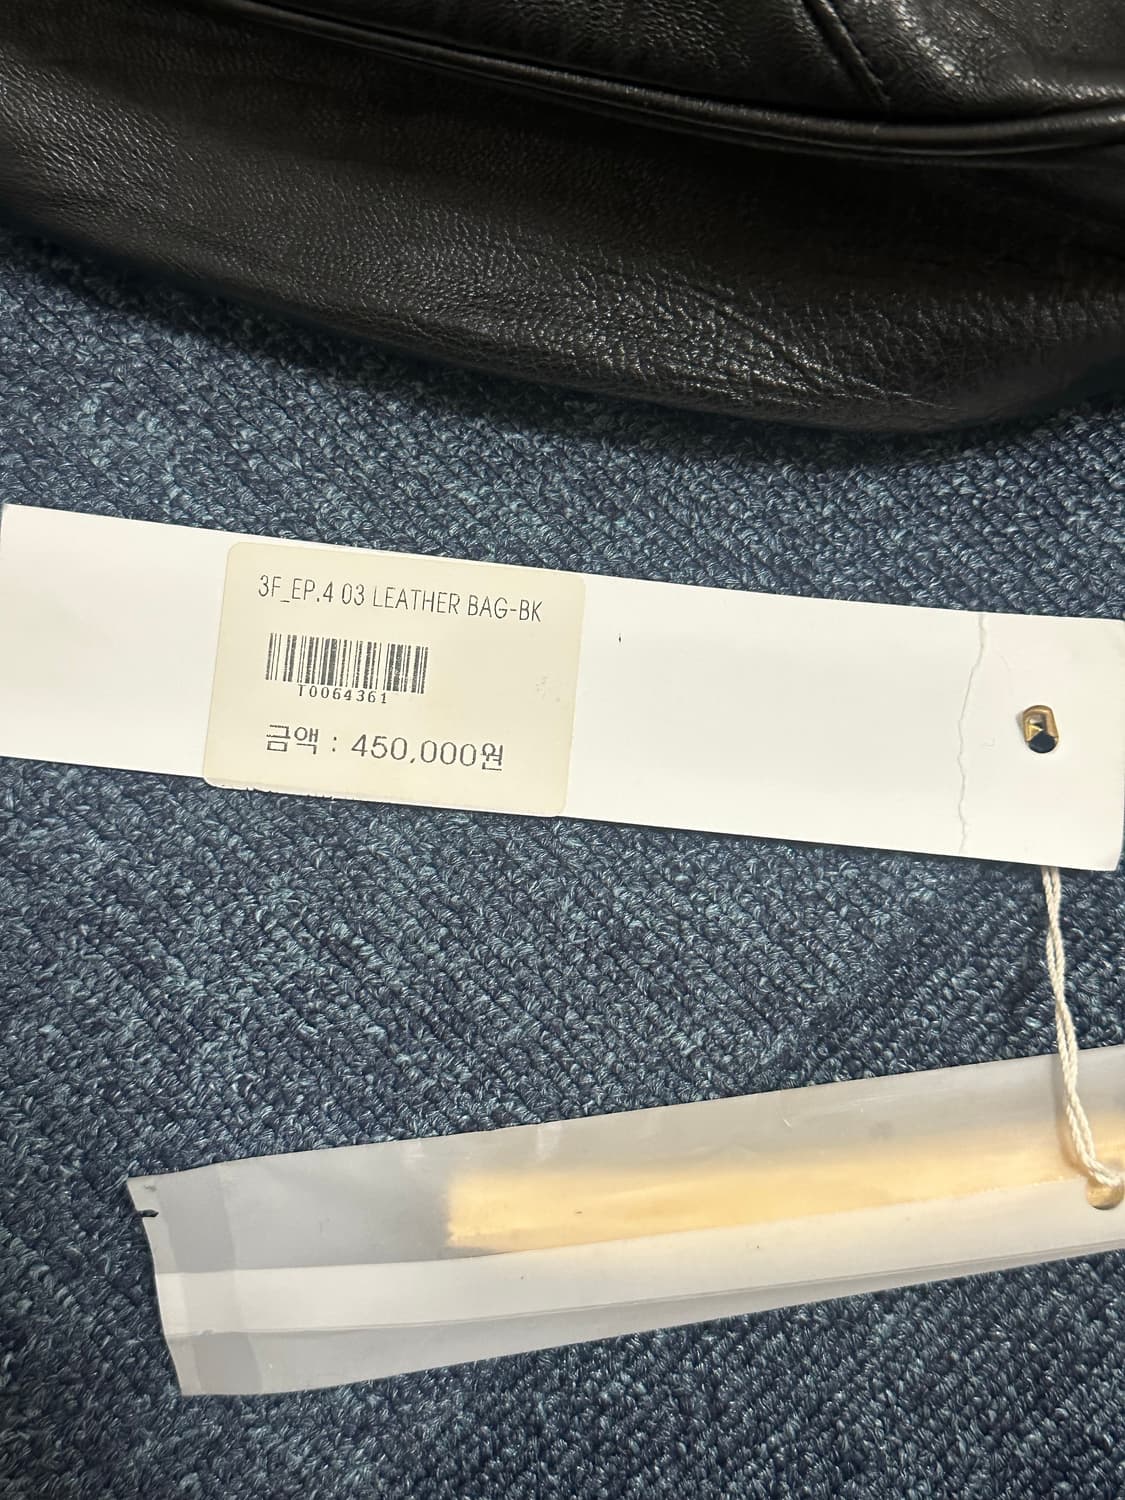 3F_EP.4 03 LEATHER BAG-BK
T0064361
금액 : 450,000원